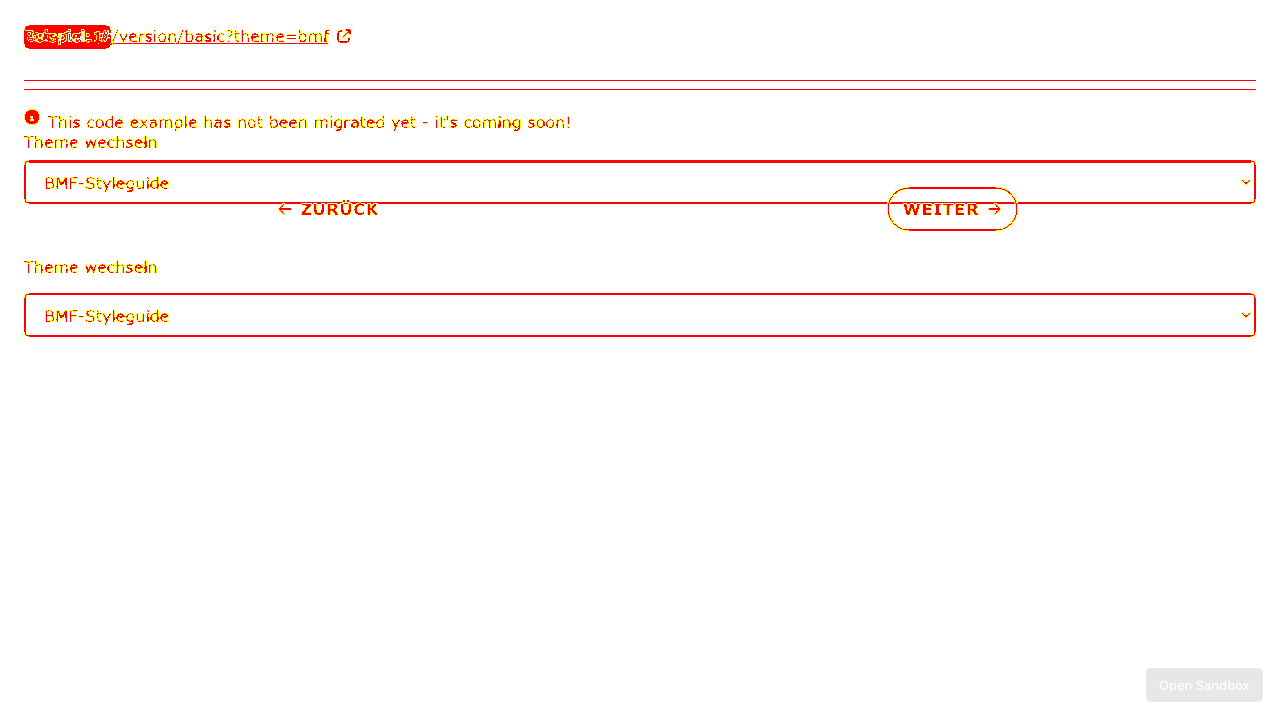 /version/basic?theme=bmf
This code example has not been migrated yet - it's coming soon!
Theme wechseln
BMF-Styleguide
← ZURÜCK
WEITER →
Theme wechseln
BMF-Styleguide
Open Sandbox